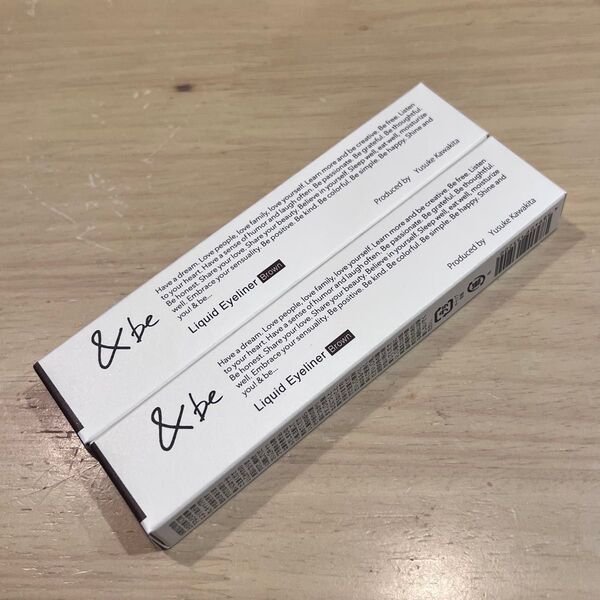 & be
Have a dream. Love people, love family, love yourself. Learn more and be creative. Be free. Listen
to your heart. Have a sense of humor and laugh often. Be passionate. Be grateful. Be thoughtful.
Be honest. Share your love. Share your beauty. Believe in yourself. Sleep well, eat well, moisturize
well. Embrace your sensuality. Be positive. Be kind. Be colorful. Be simple. Be happy. Shine and
you! & be...
Liquid Eyeliner Brown
Produced by Yusuke Kawakita
& be
Have a dream. Love people, love family, love yourself. Learn more and be creative. Be free. Listen
to your heart. Have a sense of humor and laugh often. Be passionate. Be grateful. Be thoughtful.
Be honest. Share your love. Share your beauty. Believe in yourself. Sleep well, eat well, moisturize
well. Embrace your sensuality. Be positive. Be kind. Be colorful. Be simple. Be happy. Shine and
you! & be...
Liquid Eyeliner Brown
Produced by Yusuke Kawakita